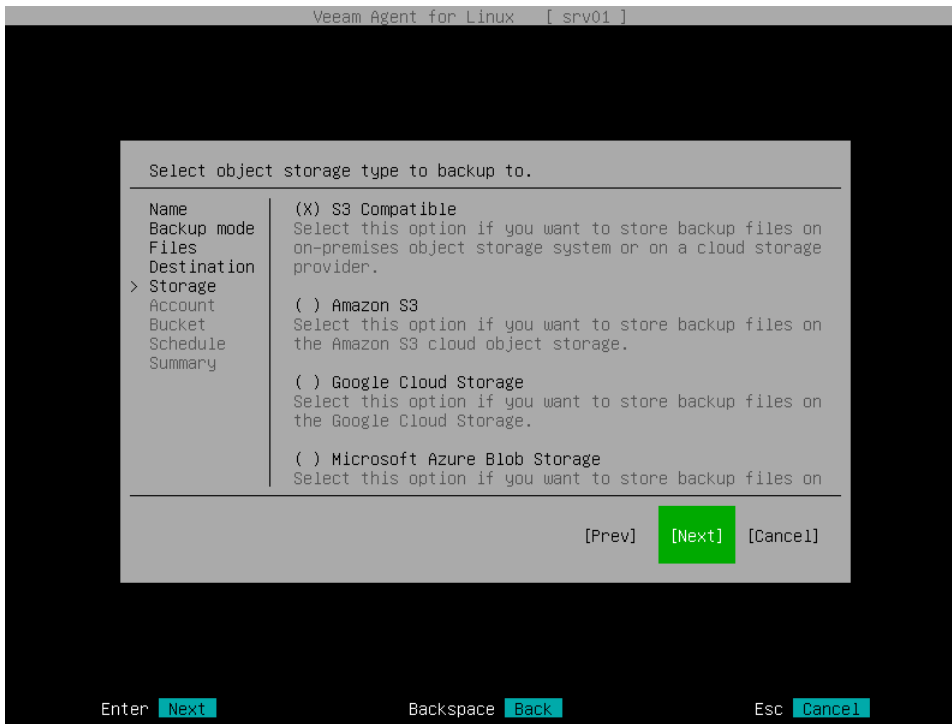 Veeam Agent for Linux [ srv01 ]
Select object storage type to backup to.
Name
Backup mode
Files
Destination
> Storage
Account
Bucket
Schedule
Summary
(X) S3 Compatible
Select this option if you want to store backup files on
on-premises object storage system or on a cloud storage
provider.
( ) Amazon S3
Select this option if you want to store backup files on
the Amazon S3 cloud object storage.
( ) Google Cloud Storage
Select this option if you want to store backup files on
the Google Cloud Storage.
( ) Microsoft Azure Blob Storage
Select this option if you want to store backup files on
[Prev] [Next] [Cancel]
Enter Next Backspace Back Esc Cancel